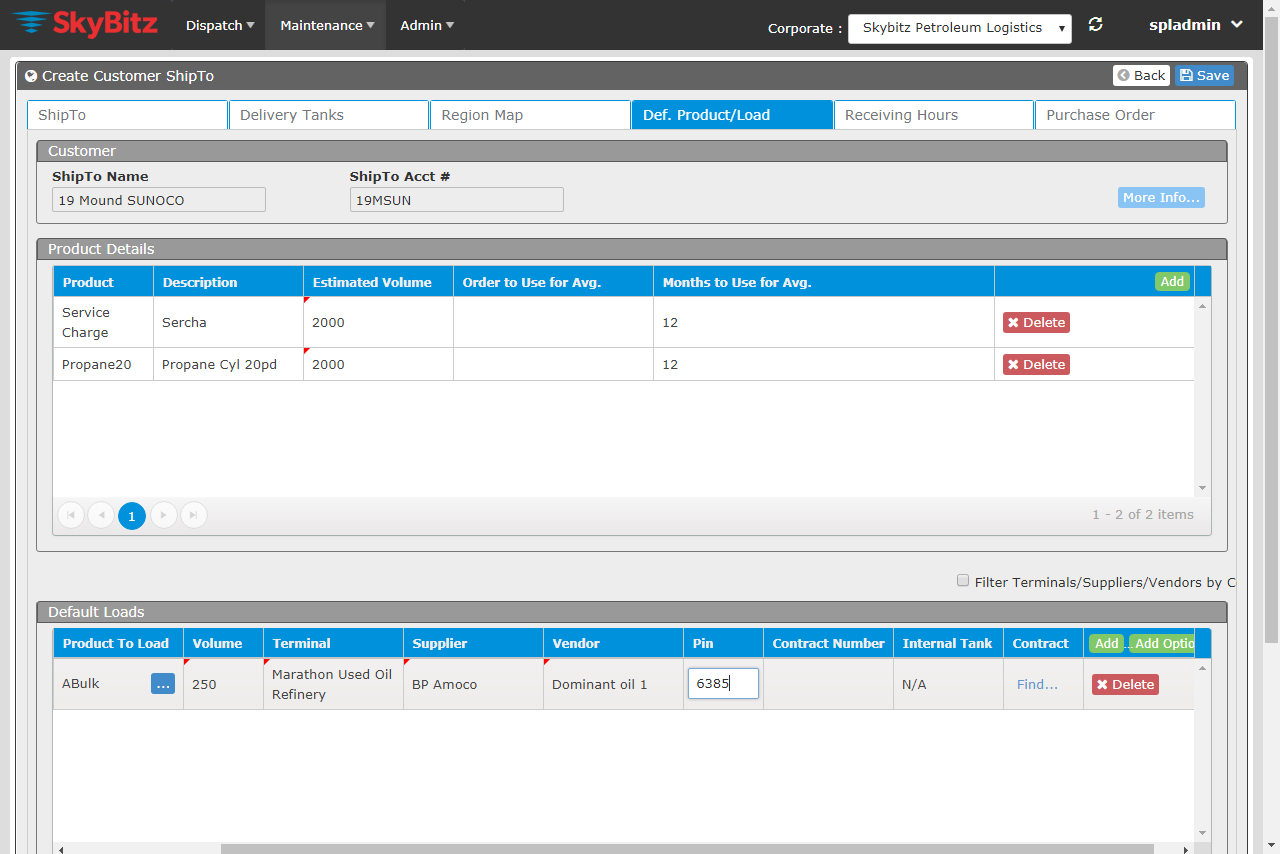 SkyBitz
Dispatch
Maintenance
Admin
Corporate :
Skybitz Petroleum Logistics
spladmin
Create Customer ShipTo
Back
Save
ShipTo
Delivery Tanks
Region Map
Def. Product/Load
Receiving Hours
Purchase Order
Customer
ShipTo Name
ShipTo Acct #
19 Mound SUNOCO
19MSUN
More Info...
Product Details
Product
Description
Estimated Volume
Order to Use for Avg.
Months to Use for Avg.
Add
Service
Charge
Sercha
2000
12
Delete
Propane20
Propane Cyl 20pd
2000
12
Delete
1
1 - 2 of 2 items
Filter Terminals/Suppliers/Vendors by C
Default Loads
Product To Load
Volume
Terminal
Supplier
Vendor
Pin
Contract Number
Internal Tank
Contract
Add
...
Add Optio
ABulk
...
250
Marathon Used Oil
Refinery
BP Amoco
Dominant oil 1
6385
N/A
Find...
Delete